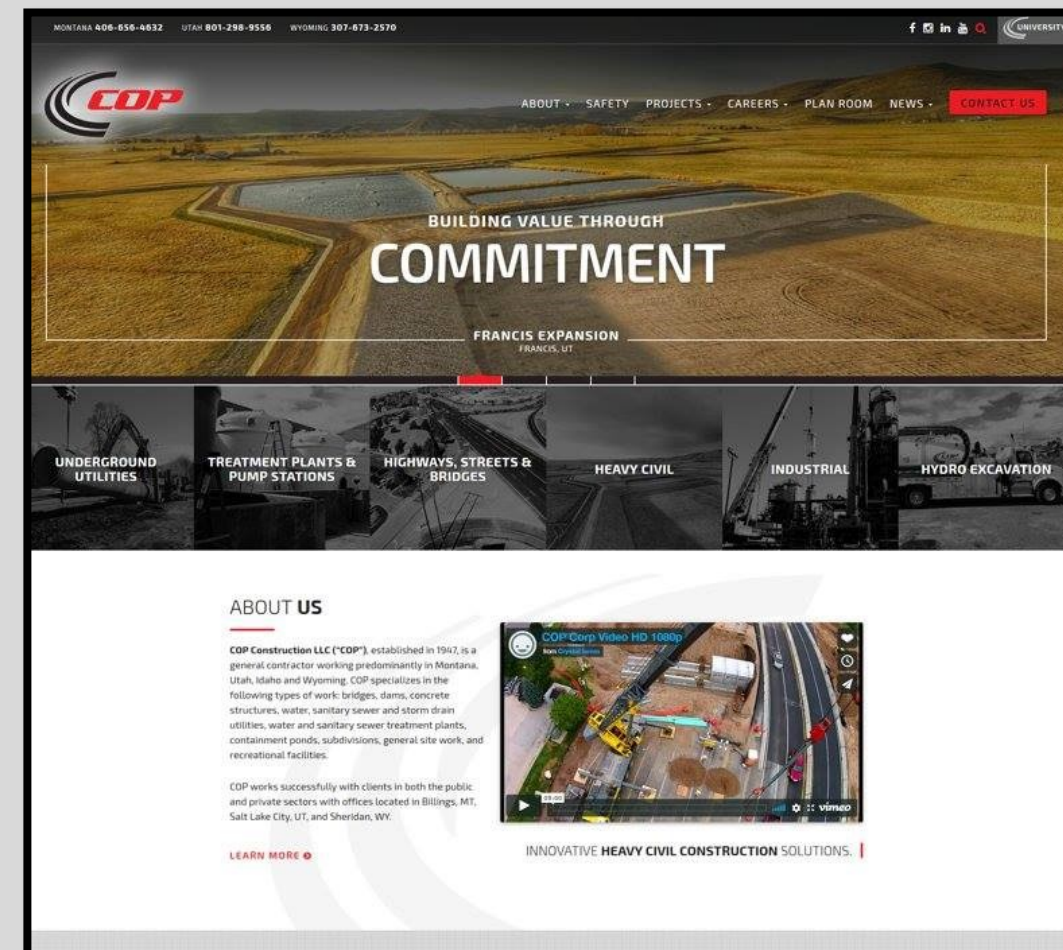 MONTANA 406-656-4632 UTAH 801-298-9556 WYOMING 307-673-2570
UNIVERSITY
COP
ABOUT SAFETY PROJECTS CAREERS PLAN ROOM NEWS CONTACT US
BUILDING VALUE THROUGH
COMMITMENT
FRANCIS EXPANSION
FRANCIS, UT
UNDERGROUND
UTILITIES
TREATMENT PLANTS &
PUMP STATIONS
HIGHWAYS, STREETS &
BRIDGES
HEAVY CIVIL
INDUSTRIAL
HYDRO EXCAVATION
ABOUT US
COP Construction LLC ("COP"), established in 1947, is a
general contractor working predominantly in Montana,
Utah, Idaho and Wyoming. COP specializes in the
following types of work: bridges, dams, concrete
structures, water, sanitary sewer and storm drain
utilities, water and sanitary sewer treatment plants,
containment ponds, subdivisions, general site work, and
recreational facilities.
COP works successfully with clients in both the public
and private sectors with offices located in Billings, MT,
Salt Lake City, UT, and Sheridan, WY.
LEARN MORE
COP Corp Video HD 1080p
from Crystal
vimeo
INNOVATIVE HEAVY CIVIL CONSTRUCTION SOLUTIONS.